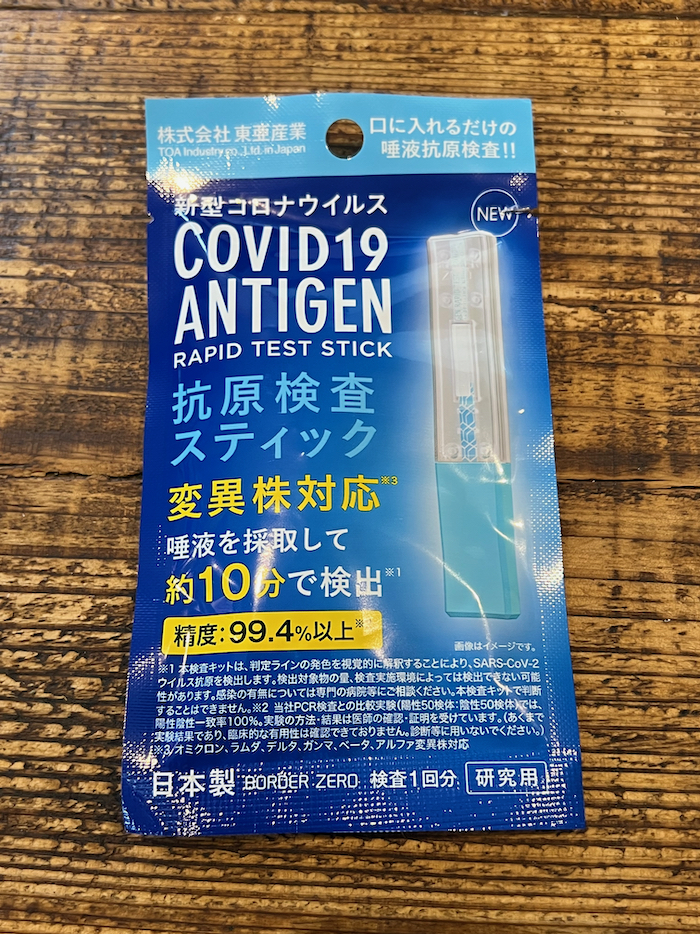 株式会社 東亜産業
TOA Industry co.,Ltd. in Japan
口に入れるだけの
唾液抗原検査!!
新型コロナウイルス
NEW
COVID19
ANTIGEN
RAPID TEST STICK
抗原検査
スティック
変異株対応※3
唾液を採取して
約10分で検出※1
精度:99.4%以上
画像はイメージです。
※1 本検査キットは、判定ラインの発色を視覚的に解釈することにより、SARS-CoV-2
ウイルス抗原を検出します。検出対象物の量、検査実施環境によっては検出できない可能
性があります。感染の有無については専門の病院等にご相談ください。本検査キットで判断
することはできません。※2 当社PCR検査との比較実験(陽性50検体:陰性50検体)では、
陽性陰性一致率100%。実験の方法・結果は医師の確認・証明を受けています。(あくまで
実験結果であり、臨床的な有用性は確認できておりません。診断等に用いないでください。)
※3 オミクロン、ラムダ、デルタ、ガンマ、ベータ、アルファ変異株対応
日本製 BORDER ZERO 検査1回分 研究用